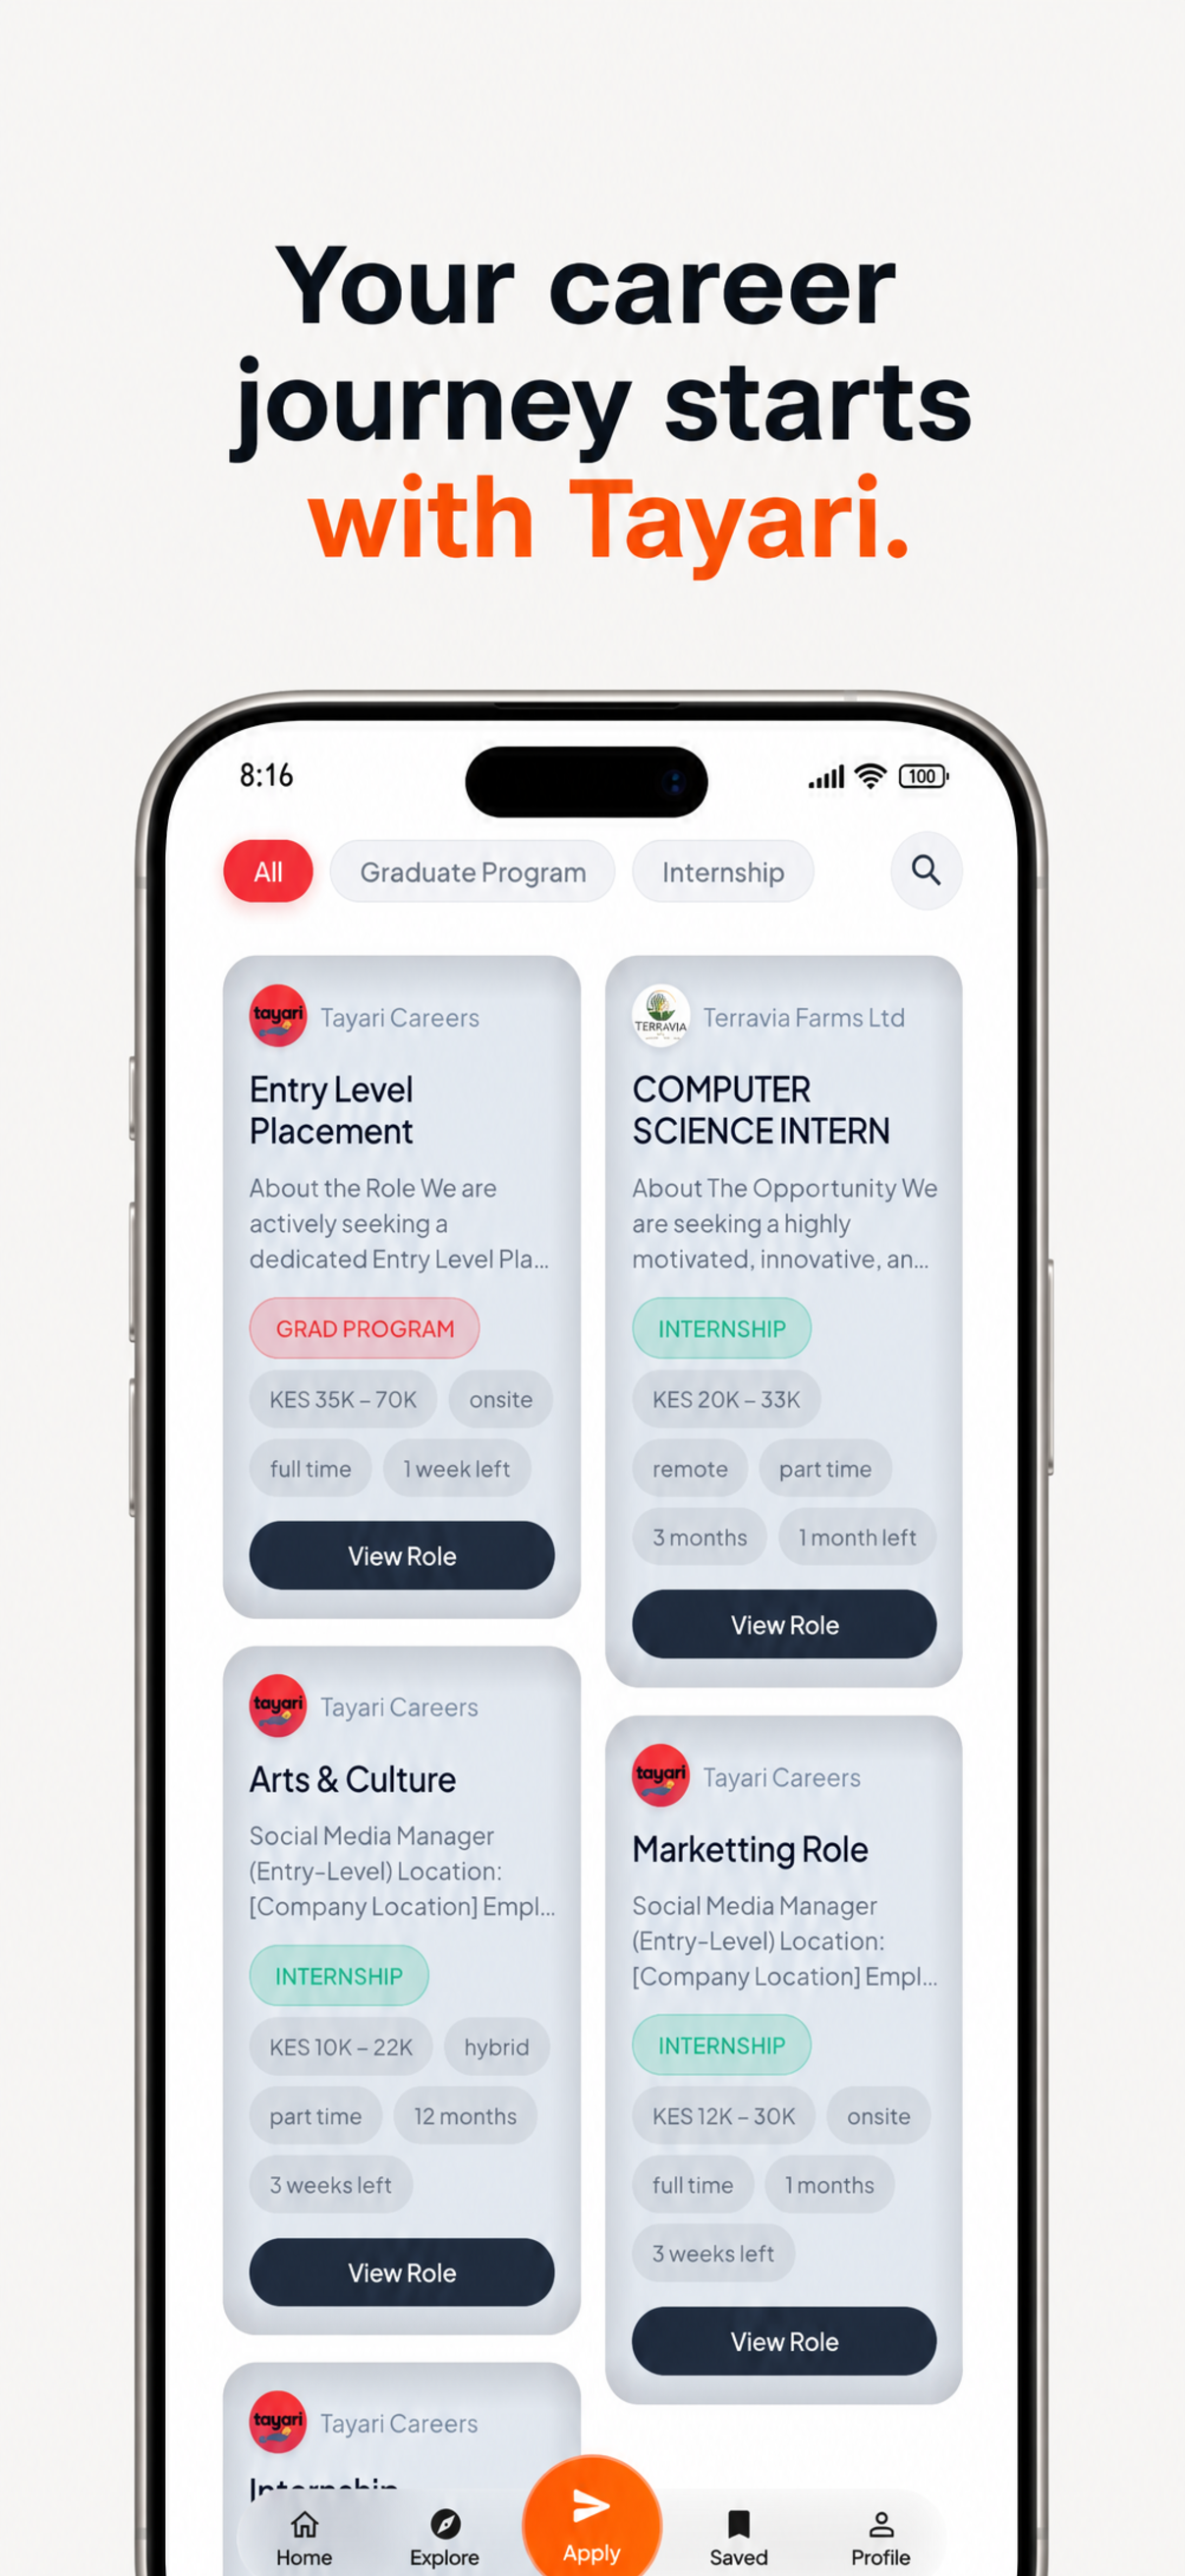 Your career
journey starts
with Tayari.
8:16
100
All
Graduate Program
Internship
tayari
Tayari Careers
Entry Level
Placement
About the Role We are
actively seeking a
dedicated Entry Level Pla...
GRAD PROGRAM
KES 35K – 70K
onsite
full time
1 week left
View Role
TERRAVIA
Terravia Farms Ltd
COMPUTER
SCIENCE INTERN
About The Opportunity We
are seeking a highly
motivated, innovative, an...
INTERNSHIP
KES 20K – 33K
remote
part time
3 months
1 month left
View Role
tayari
Tayari Careers
Arts & Culture
Social Media Manager
(Entry-Level) Location:
[Company Location] Empl...
INTERNSHIP
KES 10K – 22K
hybrid
part time
12 months
3 weeks left
View Role
tayari
Tayari Careers
Marketting Role
Social Media Manager
(Entry-Level) Location:
[Company Location] Empl...
INTERNSHIP
KES 12K – 30K
onsite
full time
1 months
3 weeks left
View Role
tayari
Tayari Careers
Internship
Home
Explore
Apply
Saved
Profile